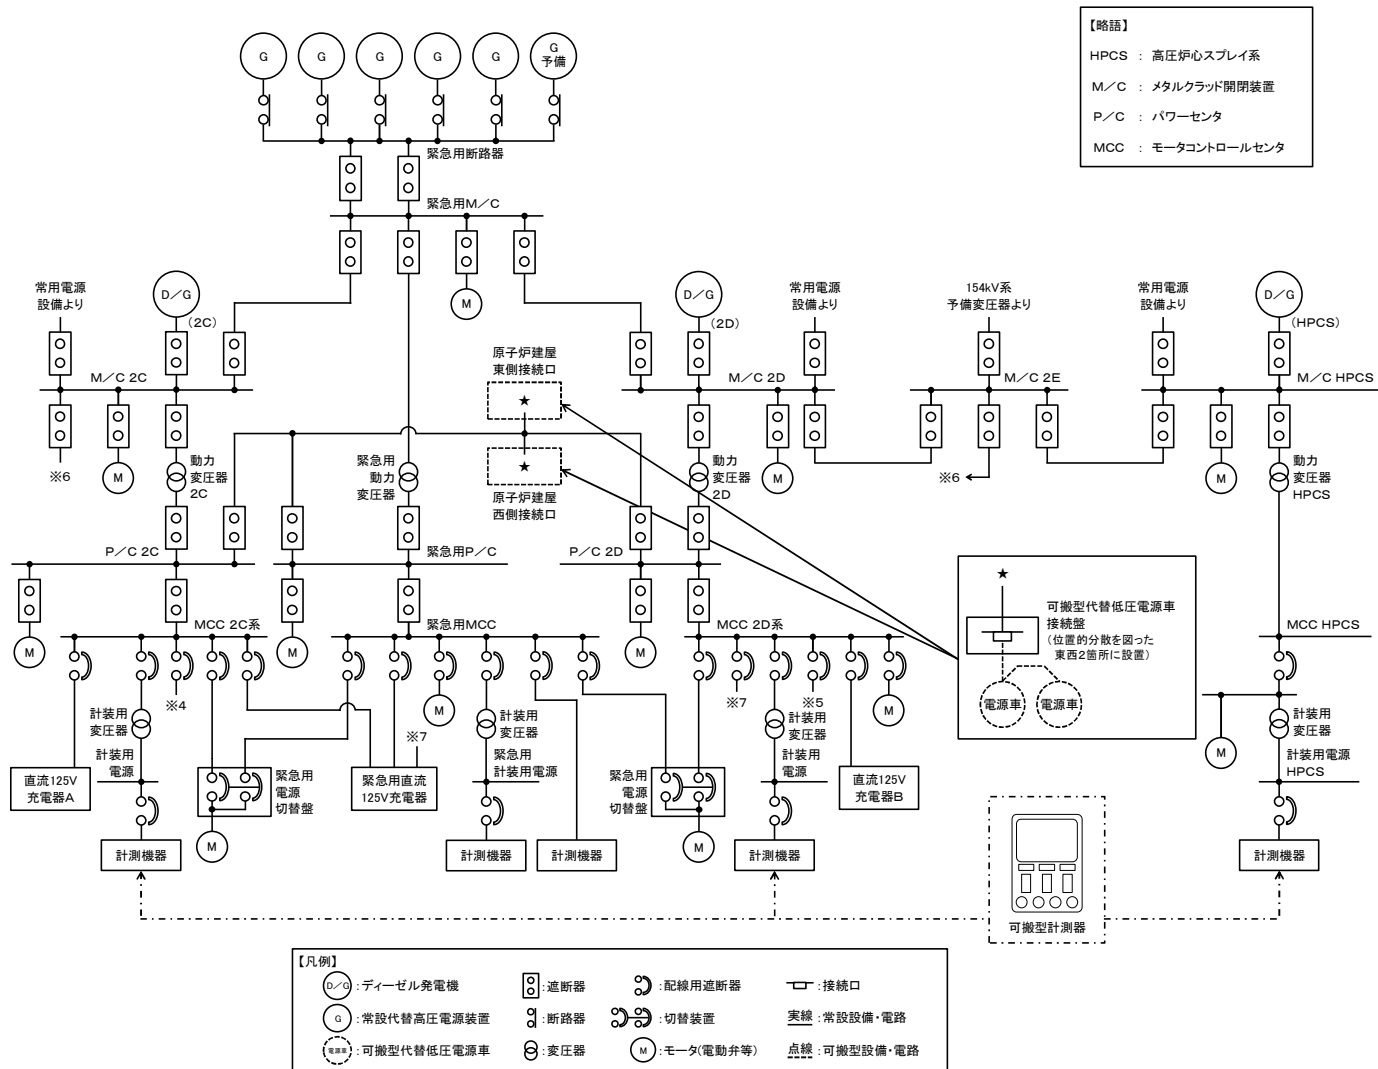 G
G
G
G
G
G
予備
緊急用断路器
緊急用M/C
M
【略語】
HPCS : 高圧炉心スプレイ系
M/C : メタルクラッド開閉装置
P/C : パワーセンタ
MCC : モータコントロールセンタ
常用電源
設備より
D/G
(2C)
M/C 2C
※6
M
動力
変圧器
2C
緊急用
動力
変圧器
原子炉建屋
東側接続口
★
★
原子炉建屋
西側接続口
D/G
(2D)
常用電源
設備より
M/C 2D
M
動力
変圧器
2D
154kV系
予備変圧器より
M/C 2E
※6
常用電源
設備より
D/G
(HPCS)
M/C HPCS
M
動力
変圧器
HPCS
P/C 2C
緊急用P/C
P/C 2D
M
M
M
MCC 2C系
緊急用MCC
MCC 2D系
MCC HPCS
★
可搬型代替低圧電源車
接続盤
(位置的分散を図った
東西2箇所に設置)
電源車
電源車
※4
計装用
変圧器
計装用
電源
直流125V
充電器A
緊急用
電源
切替盤
M
計測機器
※7
緊急用直流
125V充電器
M
計装用
変圧器
緊急用
計装用電源
計測機器
計測機器
緊急用
電源
切替盤
M
※7
※5
計装用
変圧器
計装用
電源
直流125V
充電器B
M
計測機器
M
計装用
変圧器
計装用電源
HPCS
計測機器
可搬型計測器
【凡例】
D/G :ディーゼル発電機
:遮断器
:配線用遮断器
:接続口
G :常設代替高圧電源装置
:断路器
:切替装置
実線 :常設設備・電路
電源車 :可搬型代替低圧電源車
:変圧器
M :モータ(電動弁等)
点線 :可搬型設備・電路